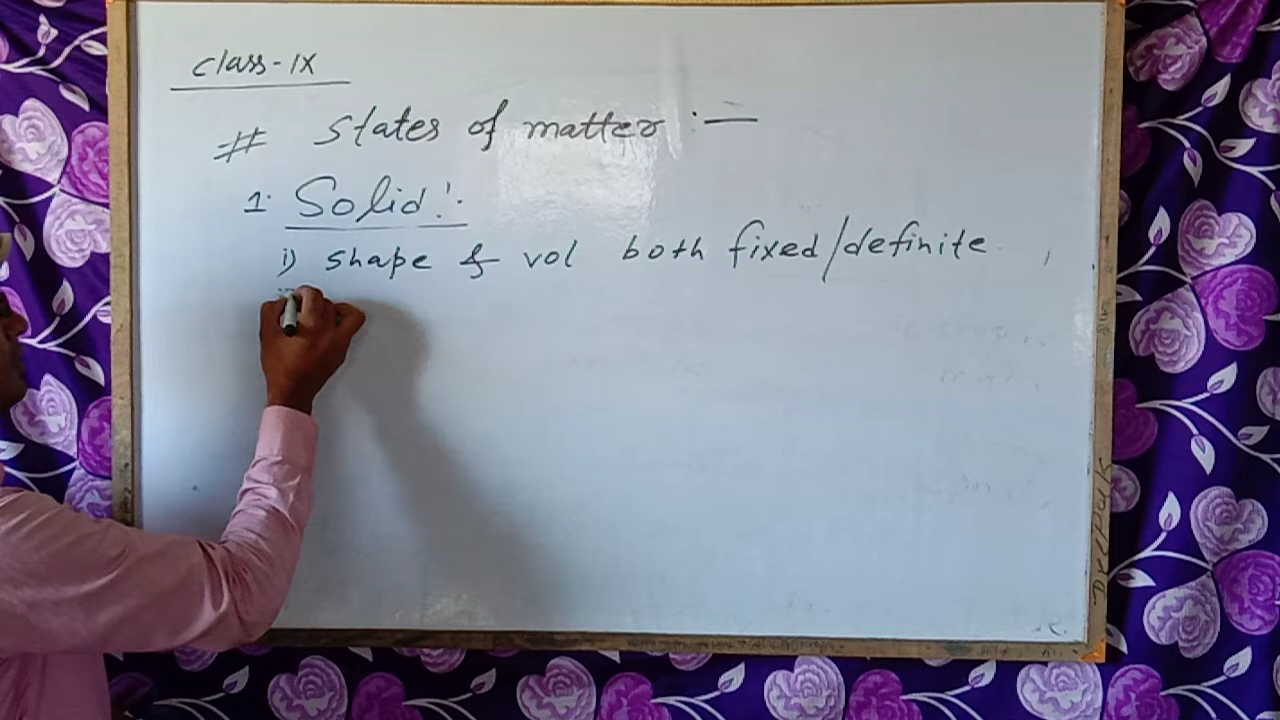 class-IX
# States of matter :—
1. Solid :-
i) shape & vol both fixed/definite